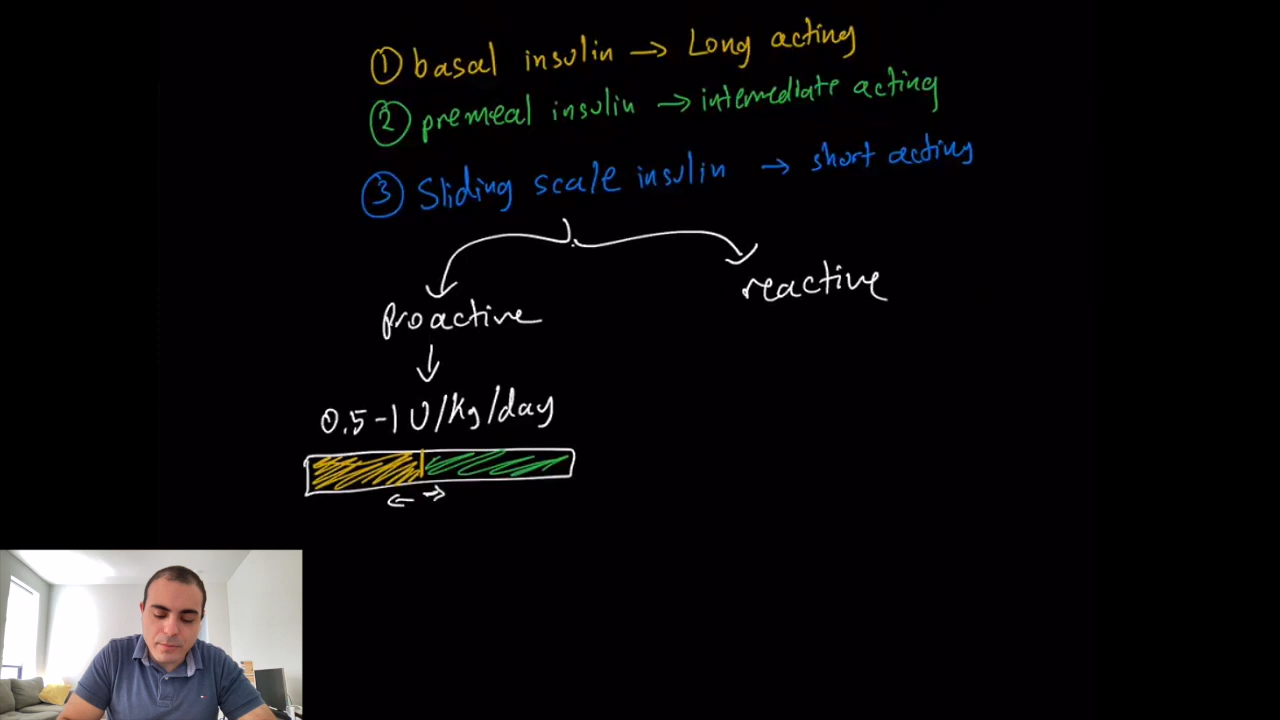 ① basal insulin → Long acting
② premeal insulin → intermediate acting
③ Sliding scale insulin → short acting
proactive
reactive
0.5-1 U/kg/day